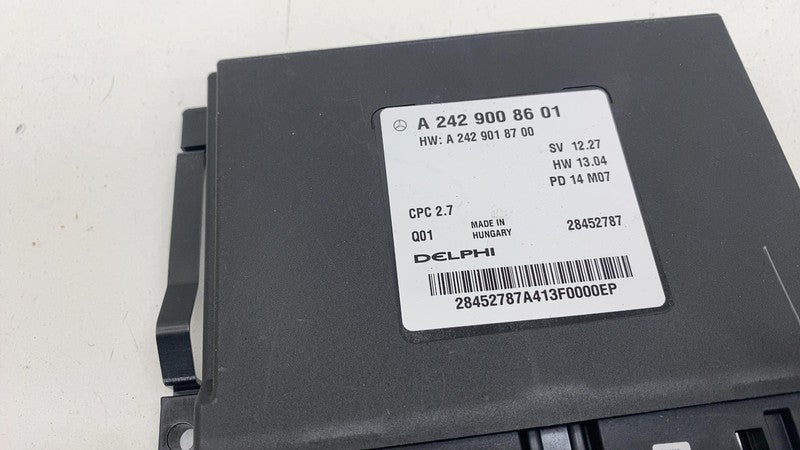 A 242 900 86 01
HW: A 242 901 87 00
SV 12.27
HW 13.04
PD 14 M07
CPC 2.7
Q01
MADE IN
HUNGARY
28452787
DELPHI
28452787A413F0000EP